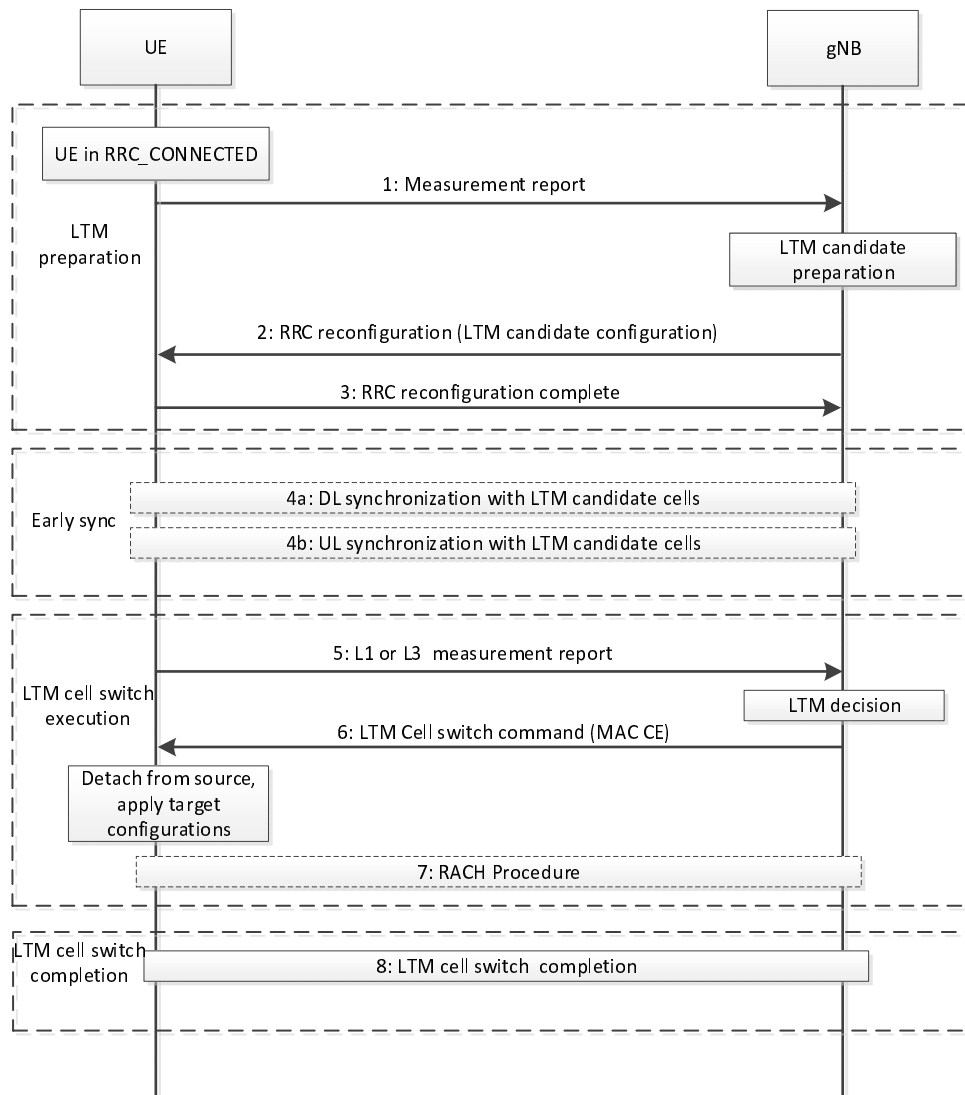 UE
gNB
UE in RRC_CONNECTED
1: Measurement report
LTM
preparation
LTM candidate
preparation
2: RRC reconfiguration (LTM candidate configuration)
3: RRC reconfiguration complete
Early sync
4a: DL synchronization with LTM candidate cells
4b: UL synchronization with LTM candidate cells
5: L1 or L3 measurement report
LTM cell switch
execution
LTM decision
6: LTM Cell switch command (MAC CE)
Detach from source,
apply target
configurations
7: RACH Procedure
LTM cell switch
completion
8: LTM cell switch completion